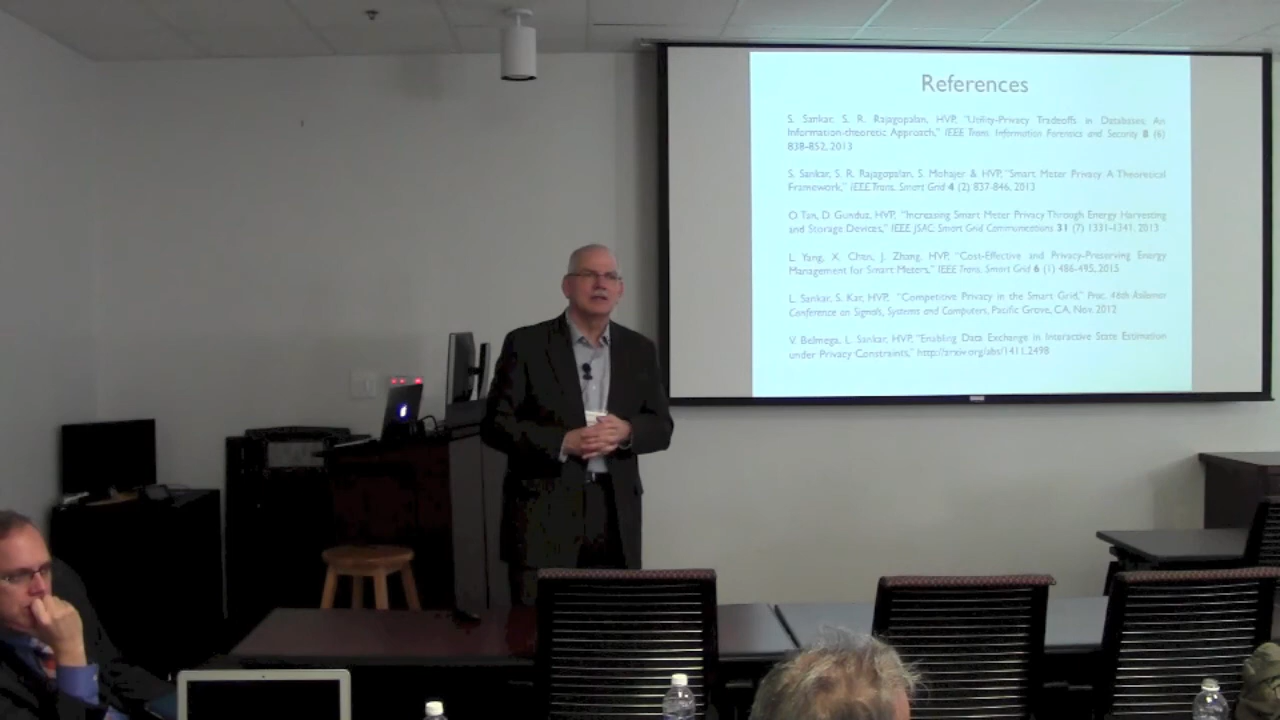 References
S. Sankar, S. R. Rajagopalan, HVP, "Utility-Privacy Tradeoffs in Databases: An
Information-theoretic Approach," IEEE Trans. Information Forensics and Security 8 (6)
838-852, 2013
S. Sankar, S. R. Rajagopalan, S. Mohajer & HVP, "Smart Meter Privacy: A Theoretical
Framework," IEEE Trans. Smart Grid 4 (2) 837-846, 2013
O. Tan, D. Gunduz, HVP, "Increasing Smart Meter Privacy Through Energy Harvesting
and Storage Devices," IEEE JSAC: Smart Grid Communications 31 (7) 1331-1341, 2013
L. Yang, X. Chen, J. Zhang, HVP, "Cost-Effective and Privacy-Preserving Energy
Management for Smart Meters," IEEE Trans. Smart Grid 6 (1) 486-495, 2015
L. Sankar, S. Kar, HVP, "Competitive Privacy in the Smart Grid," Proc. 46th Asilomar
Conference on Signals, Systems and Computers, Pacific Grove, CA, Nov. 2012
V. Belmega, L. Sankar, HVP, "Enabling Data Exchange in Interactive State Estimation
under Privacy Constraints," http://arxiv.org/abs/1411.2498